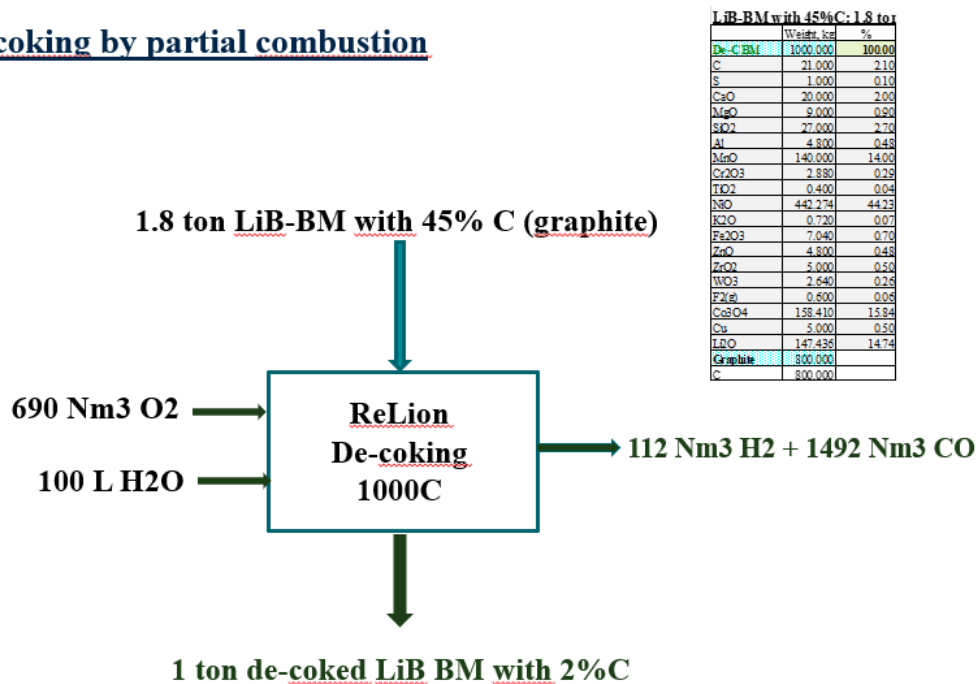 LiB-BM with 45%C: 1.8 tor
coking by partial combustion
Weight, kg %
De-C BM 1000.000 100.00
C 21.000 2.10
S 1.000 0.10
CaO 20.000 2.00
MgO 9.000 0.90
SiO2 27.000 2.70
Al 4.800 0.48
MnO 140.000 14.00
Cr2O3 2.880 0.29
TiO2 0.400 0.04
NiO 442.274 44.23
K2O 0.720 0.07
Fe2O3 7.040 0.70
ZnO 4.800 0.48
ZrO2 5.000 0.50
WO3 2.640 0.26
F2(g) 0.600 0.06
Co3O4 158.410 15.84
Cu 5.000 0.50
Li2O 147.436 14.74
Graphite 800.000
C 800.000
1.8 ton LiB-BM with 45% C (graphite)
690 Nm3 O2
100 L H2O
ReLion
De-coking
1000C
112 Nm3 H2 + 1492 Nm3 CO
1 ton de-coked LiB BM with 2%C